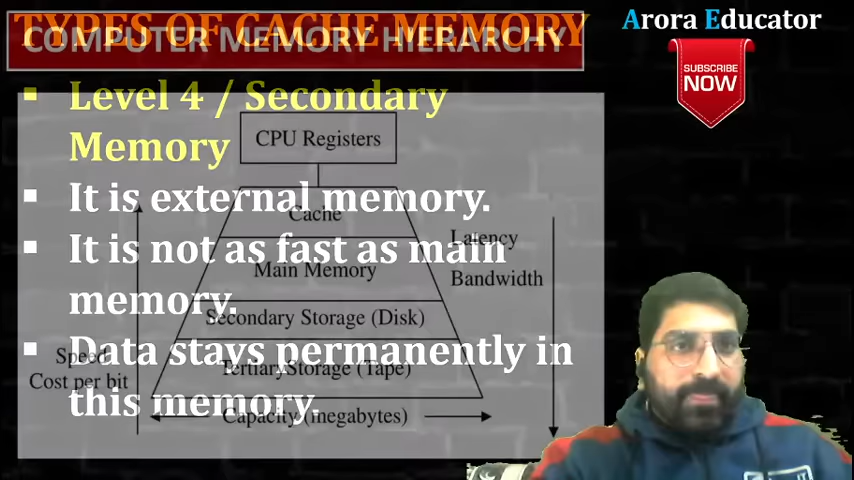 TYPES OF CACHE MEMORY
COMPUTER MEMORY HIERARCHY
Arora Educator
SUBSCRIBE
NOW
▪ Level 4 / Secondary
Memory
▪ It is external memory.
▪ It is not as fast as main
memory.
▪ Data stays permanently in
this memory.
CPU Registers
Cache
Main Memory
Secondary Storage (Disk)
Tertiary Storage (Tape)
Capacity (megabytes)
Latency
Bandwidth
Speed
Cost per bit